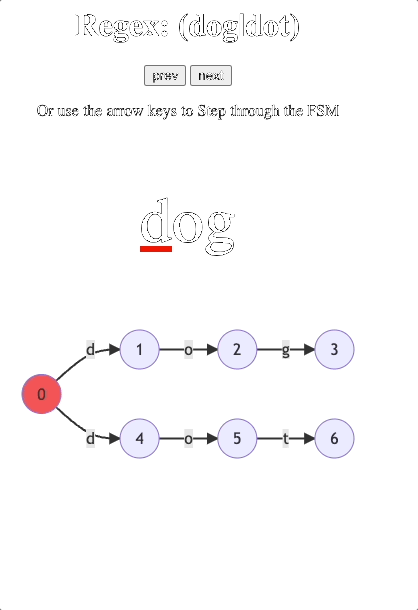 Regex: (dog|dot)
prev next
Or use the arrow keys to Step through the FSM
dog
d 1 o 2 g 3
0
d 4 o 5 t 6